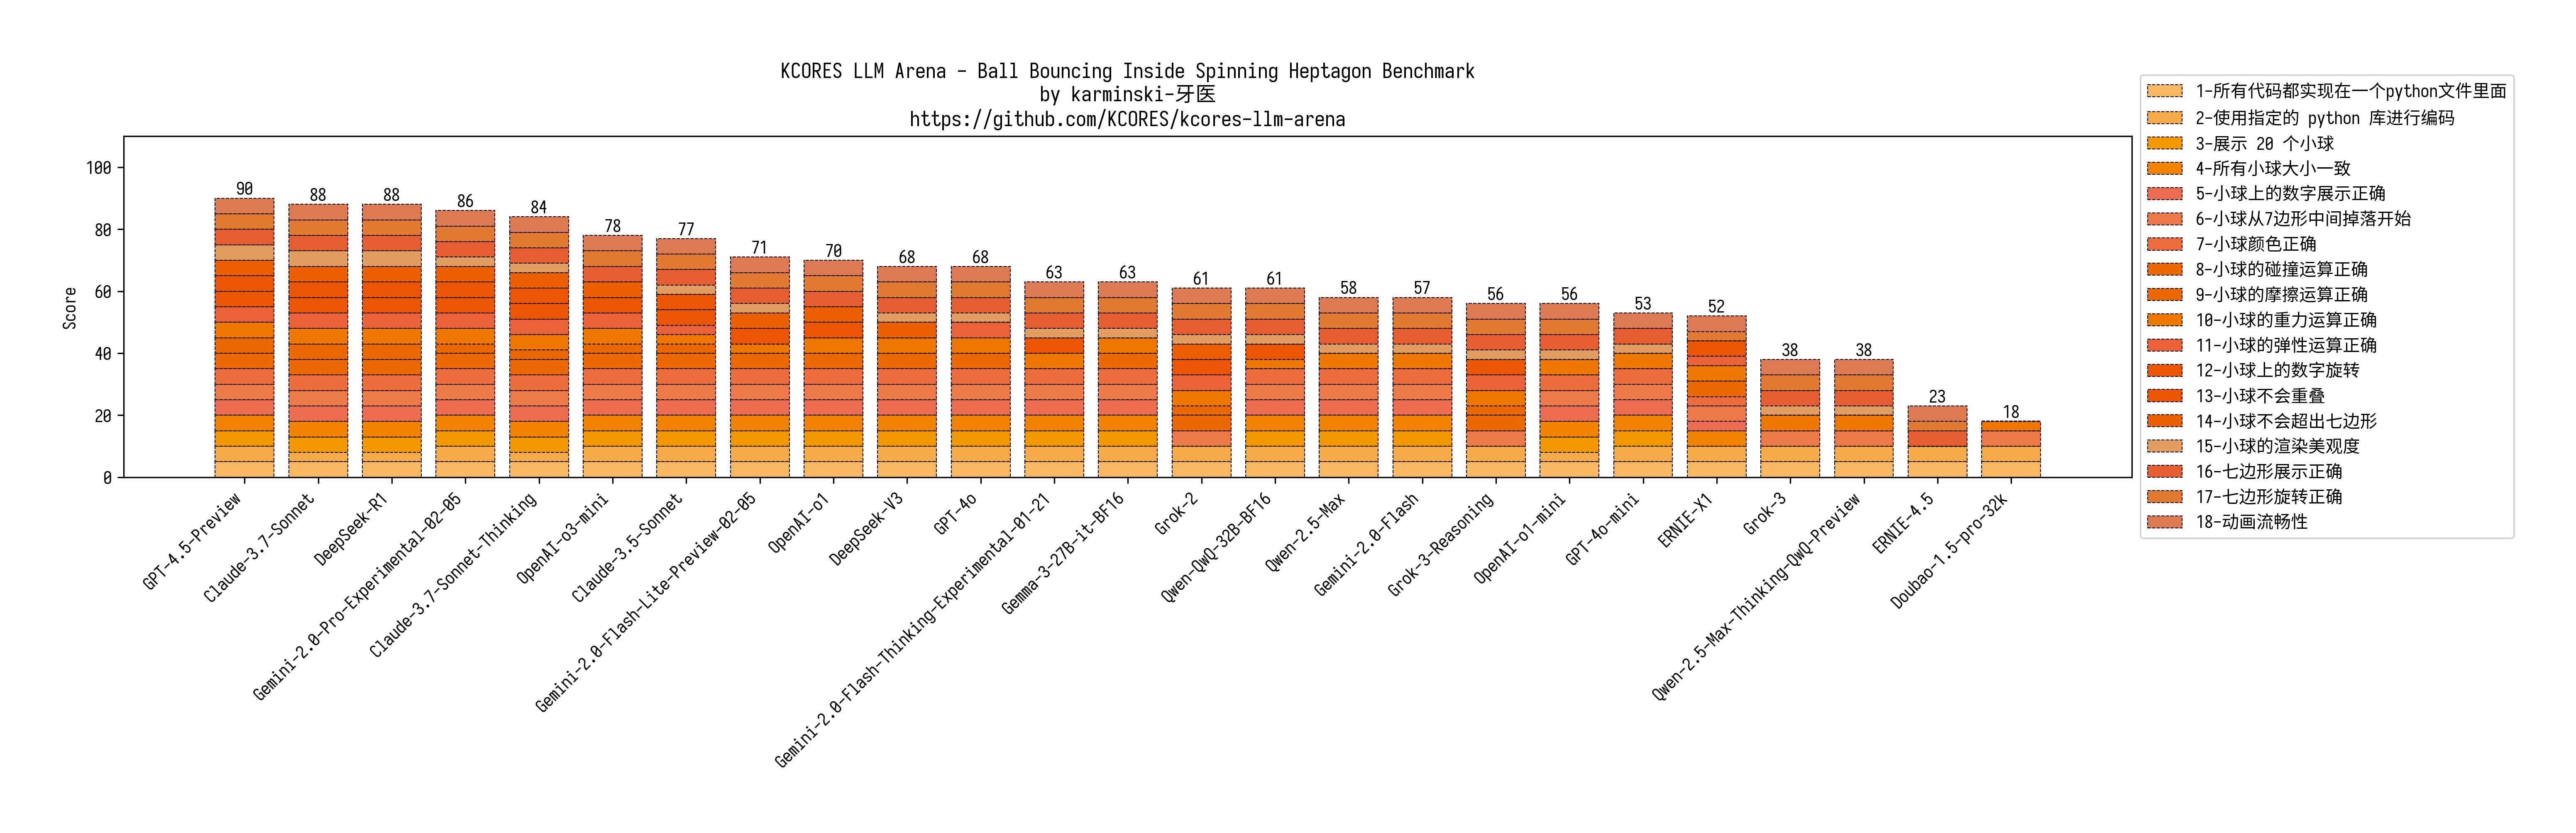 KCORES LLM Arena - Ball Bouncing Inside Spinning Heptagon Benchmark
by karminski-牙医
https://github.com/KCORES/kcores-llm-arena
Score
100
80
60
40
20
0
90
88
88
86
84
78
77
71
70
68
68
63
63
61
61
58
57
56
56
53
52
38
38
23
18
GPT-4.5-Preview
Claude-3.7-Sonnet
DeepSeek-R1
Gemini-2.0-Pro-Experimental-02-05
Claude-3.7-Sonnet-Thinking
OpenAI-o3-mini
Claude-3.5-Sonnet
Gemini-2.0-Flash-Lite-Preview-02-05
OpenAI-o1
DeepSeek-V3
GPT-4o
Gemini-2.0-Flash-Thinking-Experimental-01-21
Gemma-3-27B-it-BF16
Grok-2
Qwen-QwQ-32B-BF16
Qwen-2.5-Max
Gemini-2.0-Flash
Grok-3-Reasoning
OpenAI-o1-mini
GPT-4o-mini
ERNIE-X1
Grok-3
Qwen-2.5-Max-Thinking-QwQ-Preview
ERNIE-4.5
Doubao-1.5-pro-32k
1-所有代码都实现在一个python文件里面
2-使用指定的 python 库进行编码
3-展示 20 个小球
4-所有小球大小一致
5-小球上的数字展示正确
6-小球从7边形中间掉落开始
7-小球颜色正确
8-小球的碰撞运算正确
9-小球的摩擦运算正确
10-小球的重力运算正确
11-小球的弹性运算正确
12-小球上的数字旋转
13-小球不会重叠
14-小球不会超出七边形
15-小球的渲染美观度
16-七边形展示正确
17-七边形旋转正确
18-动画流畅性